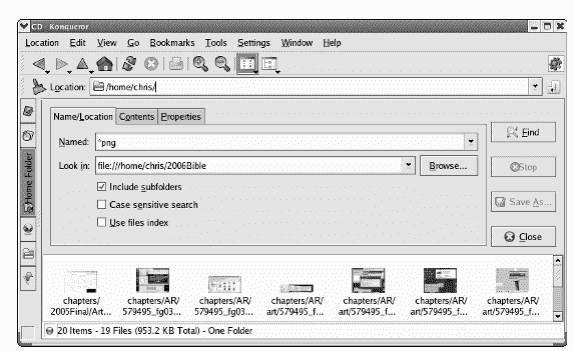 CD - Konqueror
Location Edit View Go Bookmarks Tools Settings Window Help
Location: /home/chris/
Name/Location Contents Properties
Named: *png
Find
Look in: file:///home/chris/2006Bible Browse...
Stop
Include subfolders
Case sensitive search
Save As...
Use files index
Close
Home Folder
chapters/ chapters/AR/ chapters/AR/ chapters/AR/ chapters/AR/ chapters/AR/ chapters/AR/
2005Final/Art... 579495_fg03... 579495_fg03... art/579495_f... art/579495_f... art/579495_f... art/579495_f...
20 Items - 19 Files (953.2 KB Total) - One Folder